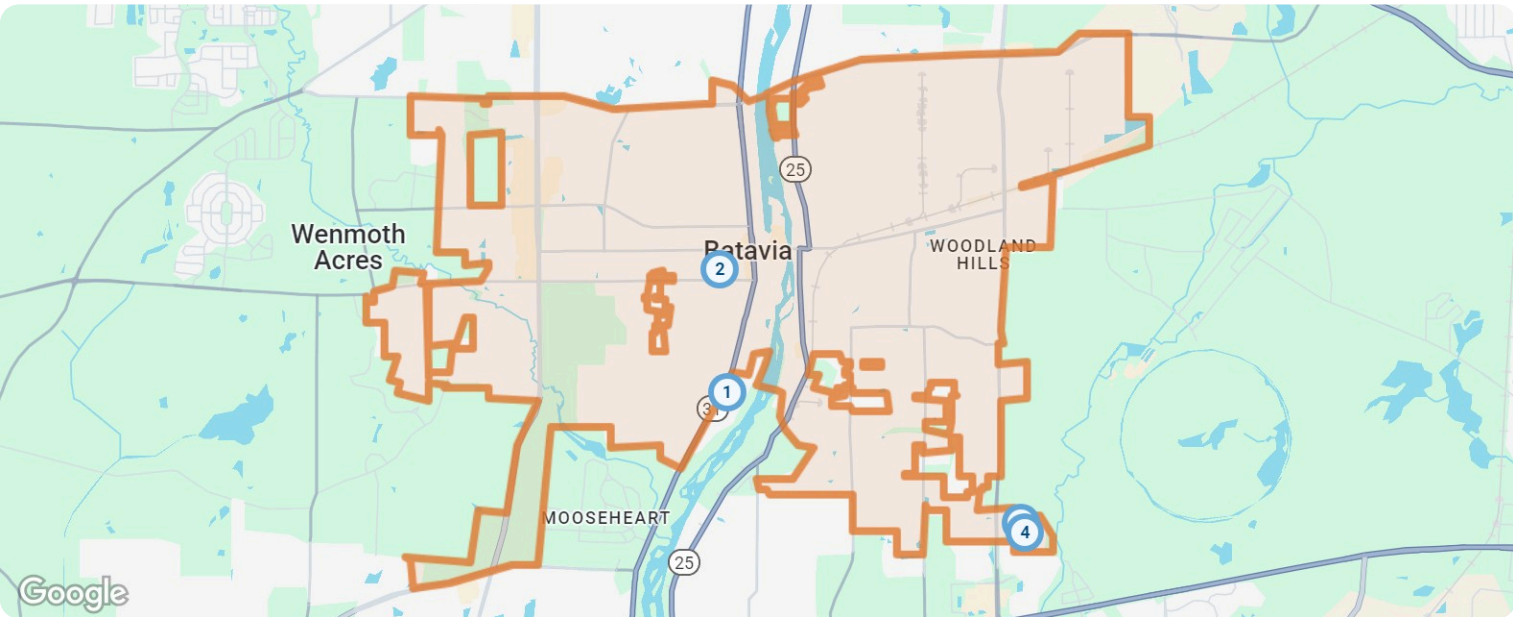 25
Wenmoth
Acres
Batavia
WOODLAND
HILLS
2
1
31
MOOSEHEART
4
25
Google